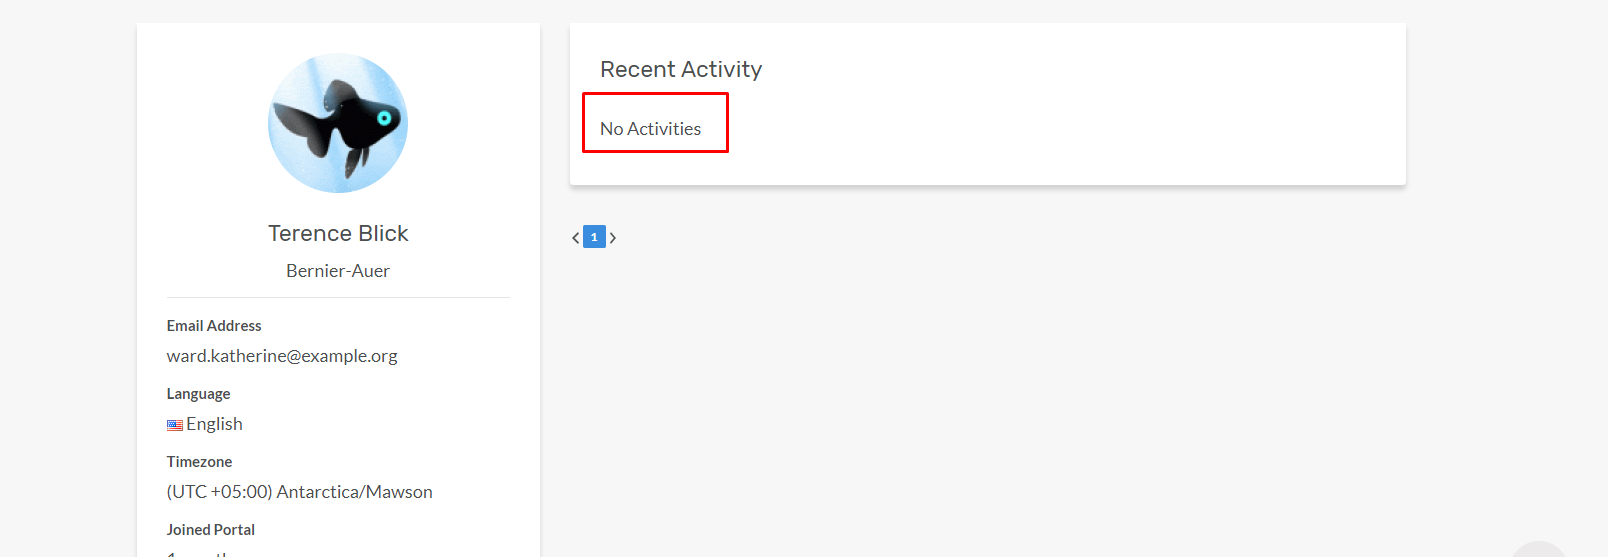 Terence Blick
Bernier-Auer
Email Address
ward.katherine@example.org
Language
English
Timezone
(UTC +05:00) Antarctica/Mawson
Joined Portal
Recent Activity
No Activities
1